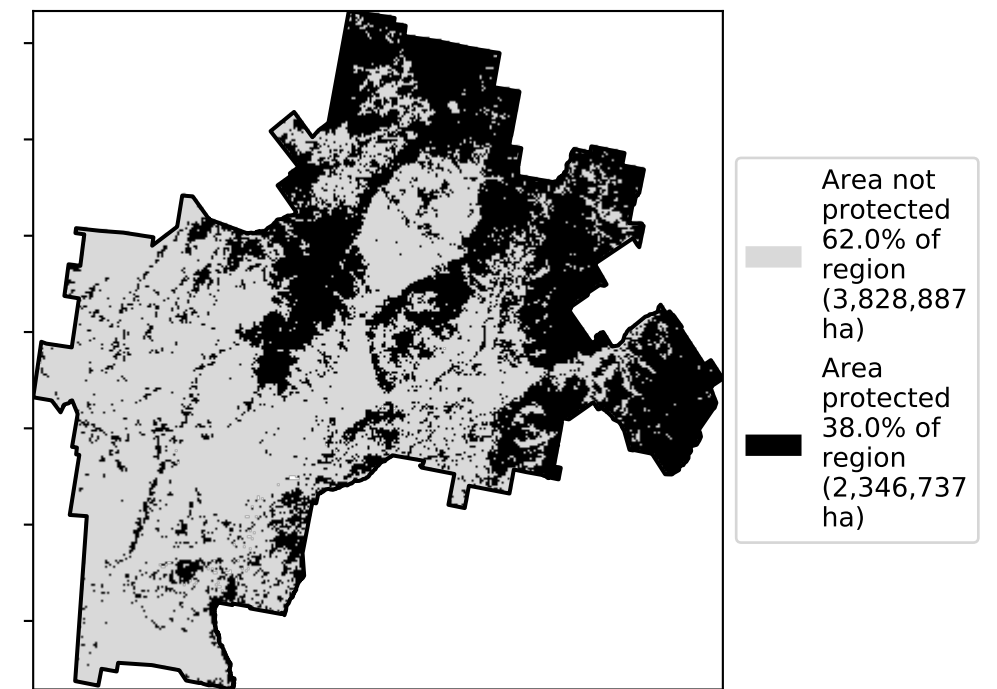 Area not
protected
62.0% of
region
(3,828,887
ha)
Area
protected
38.0% of
region
(2,346,737
ha)